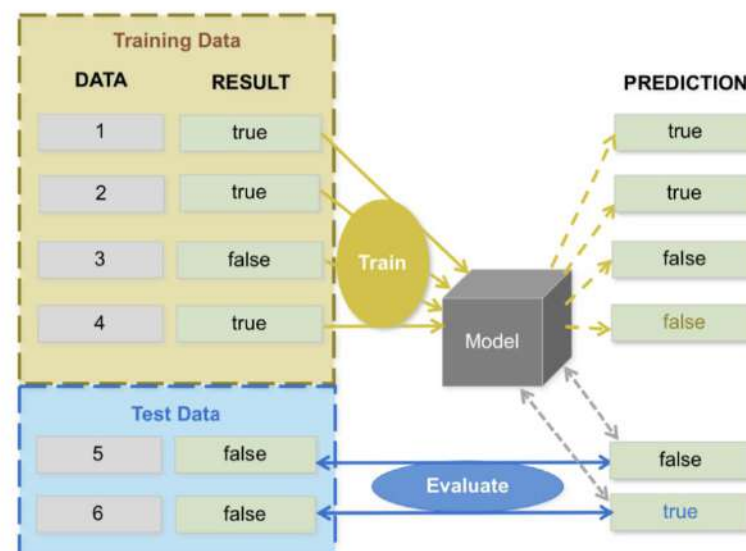 Training Data
DATA RESULT PREDICTION
1 true true
2 true true
3 false false
4 true false
Train
Model
Test Data
5 false false
6 false true
Evaluate